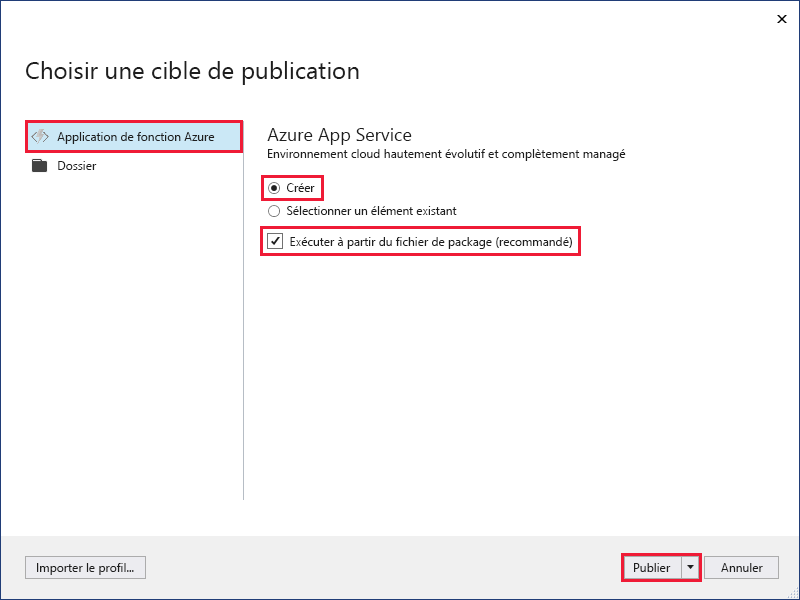 Choisir une cible de publication
Application de fonction Azure
Dossier
Azure App Service
Environnement cloud hautement évolutif et complètement managé
Créer
Sélectionner un élément existant
Exécuter à partir du fichier de package (recommandé)
Importer le profil...
Publier
Annuler